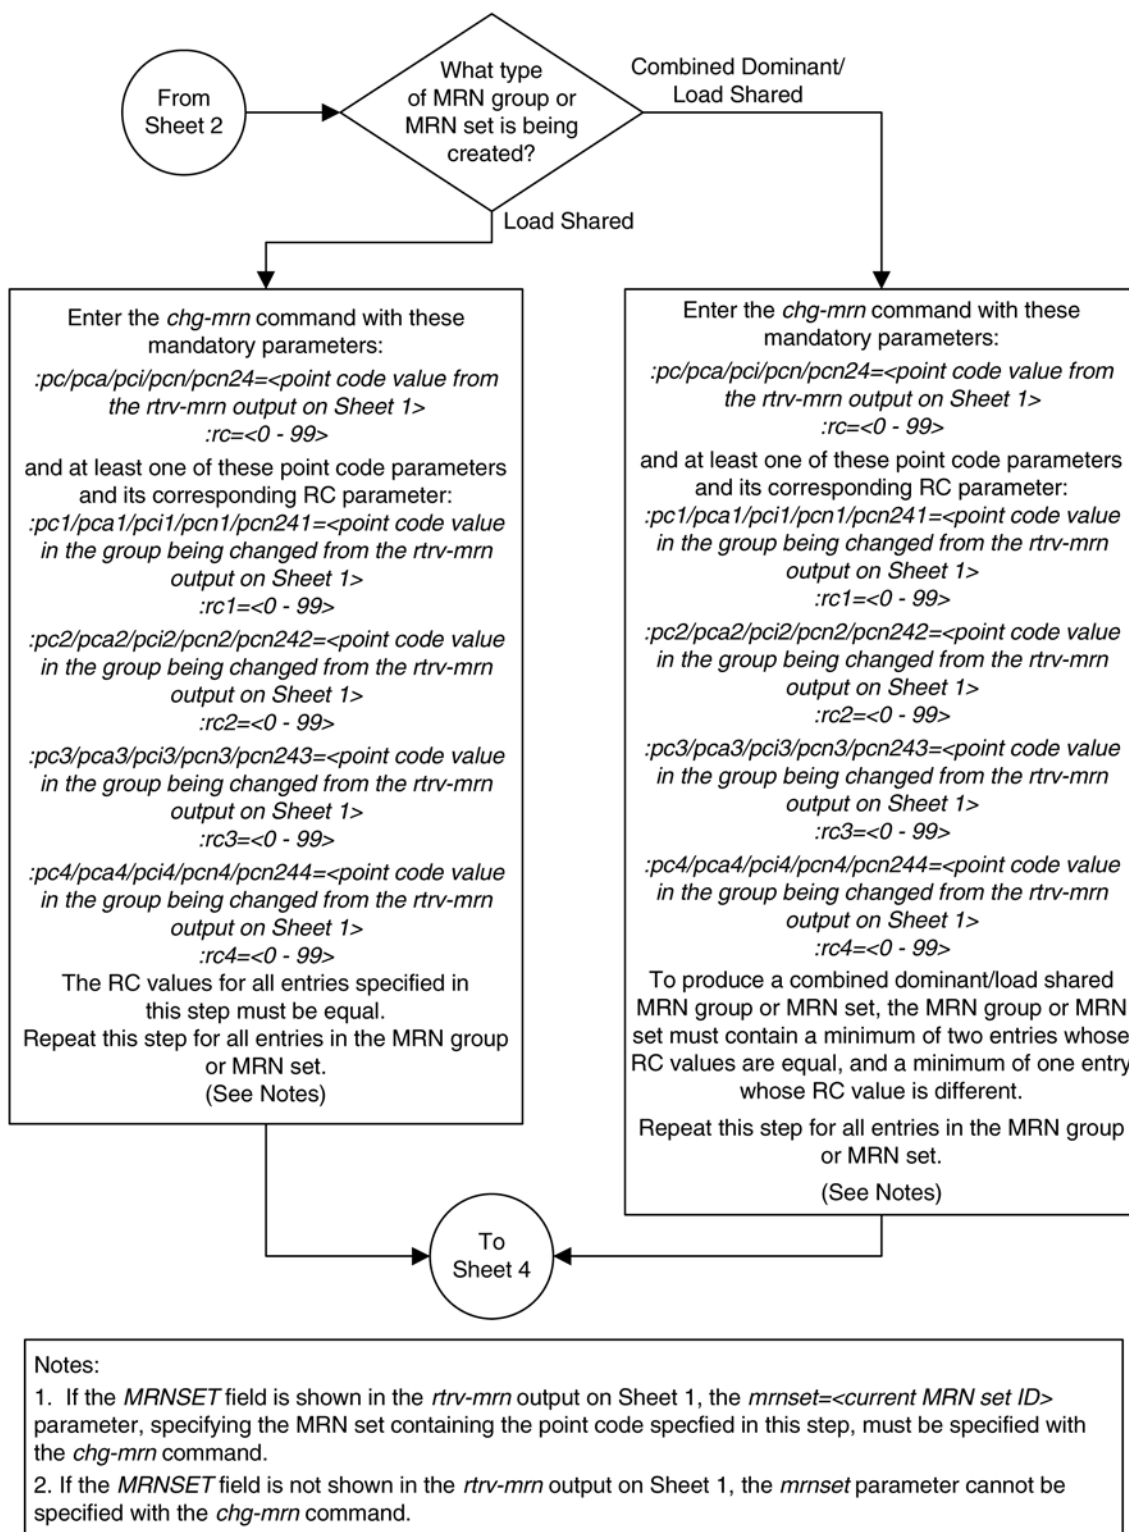 From
Sheet 2
What type
of MRN group or
MRN set is being
created?
Combined Dominant/
Load Shared
Load Shared
Enter the chg-mrn command with these
mandatory parameters:
:pc/pca/pci/pcn/pcn24=<point code value from
the rtrv-mrn output on Sheet 1>
:rc=<0 - 99>
and at least one of these point code parameters
and its corresponding RC parameter:
:pc1/pca1/pci1/pcn1/pcn241=<point code value
in the group being changed from the rtrv-mrn
output on Sheet 1>
:rc1=<0 - 99>
:pc2/pca2/pci2/pcn2/pcn242=<point code value
in the group being changed from the rtrv-mrn
output on Sheet 1>
:rc2=<0 - 99>
:pc3/pca3/pci3/pcn3/pcn243=<point code value
in the group being changed from the rtrv-mrn
output on Sheet 1>
:rc3=<0 - 99>
:pc4/pca4/pci4/pcn4/pcn244=<point code value
in the group being changed from the rtrv-mrn
output on Sheet 1>
:rc4=<0 - 99>
The RC values for all entries specified in
this step must be equal.
Repeat this step for all entries in the MRN group
or MRN set.
(See Notes)
Enter the chg-mrn command with these
mandatory parameters:
:pc/pca/pci/pcn/pcn24=<point code value from
the rtrv-mrn output on Sheet 1>
:rc=<0 - 99>
and at least one of these point code parameters
and its corresponding RC parameter:
:pc1/pca1/pci1/pcn1/pcn241=<point code value
in the group being changed from the rtrv-mrn
output on Sheet 1>
:rc1=<0 - 99>
:pc2/pca2/pci2/pcn2/pcn242=<point code value
in the group being changed from the rtrv-mrn
output on Sheet 1>
:rc2=<0 - 99>
:pc3/pca3/pci3/pcn3/pcn243=<point code value
in the group being changed from the rtrv-mrn
output on Sheet 1>
:rc3=<0 - 99>
:pc4/pca4/pci4/pcn4/pcn244=<point code value
in the group being changed from the rtrv-mrn
output on Sheet 1>
:rc4=<0 - 99>
To produce a combined dominant/load shared
MRN group or MRN set, the MRN group or MRN
set must contain a minimum of two entries whose
RC values are equal, and a minimum of one entry
whose RC value is different.
Repeat this step for all entries in the MRN group
or MRN set.
(See Notes)
To
Sheet 4
Notes:
1. If the MRNSET field is shown in the rtrv-mrn output on Sheet 1, the mrnset=<current MRN set ID>
parameter, specifying the MRN set containing the point code specfied in this step, must be specified with
the chg-mrn command.
2. If the MRNSET field is not shown in the rtrv-mrn output on Sheet 1, the mrnset parameter cannot be
specified with the chg-mrn command.